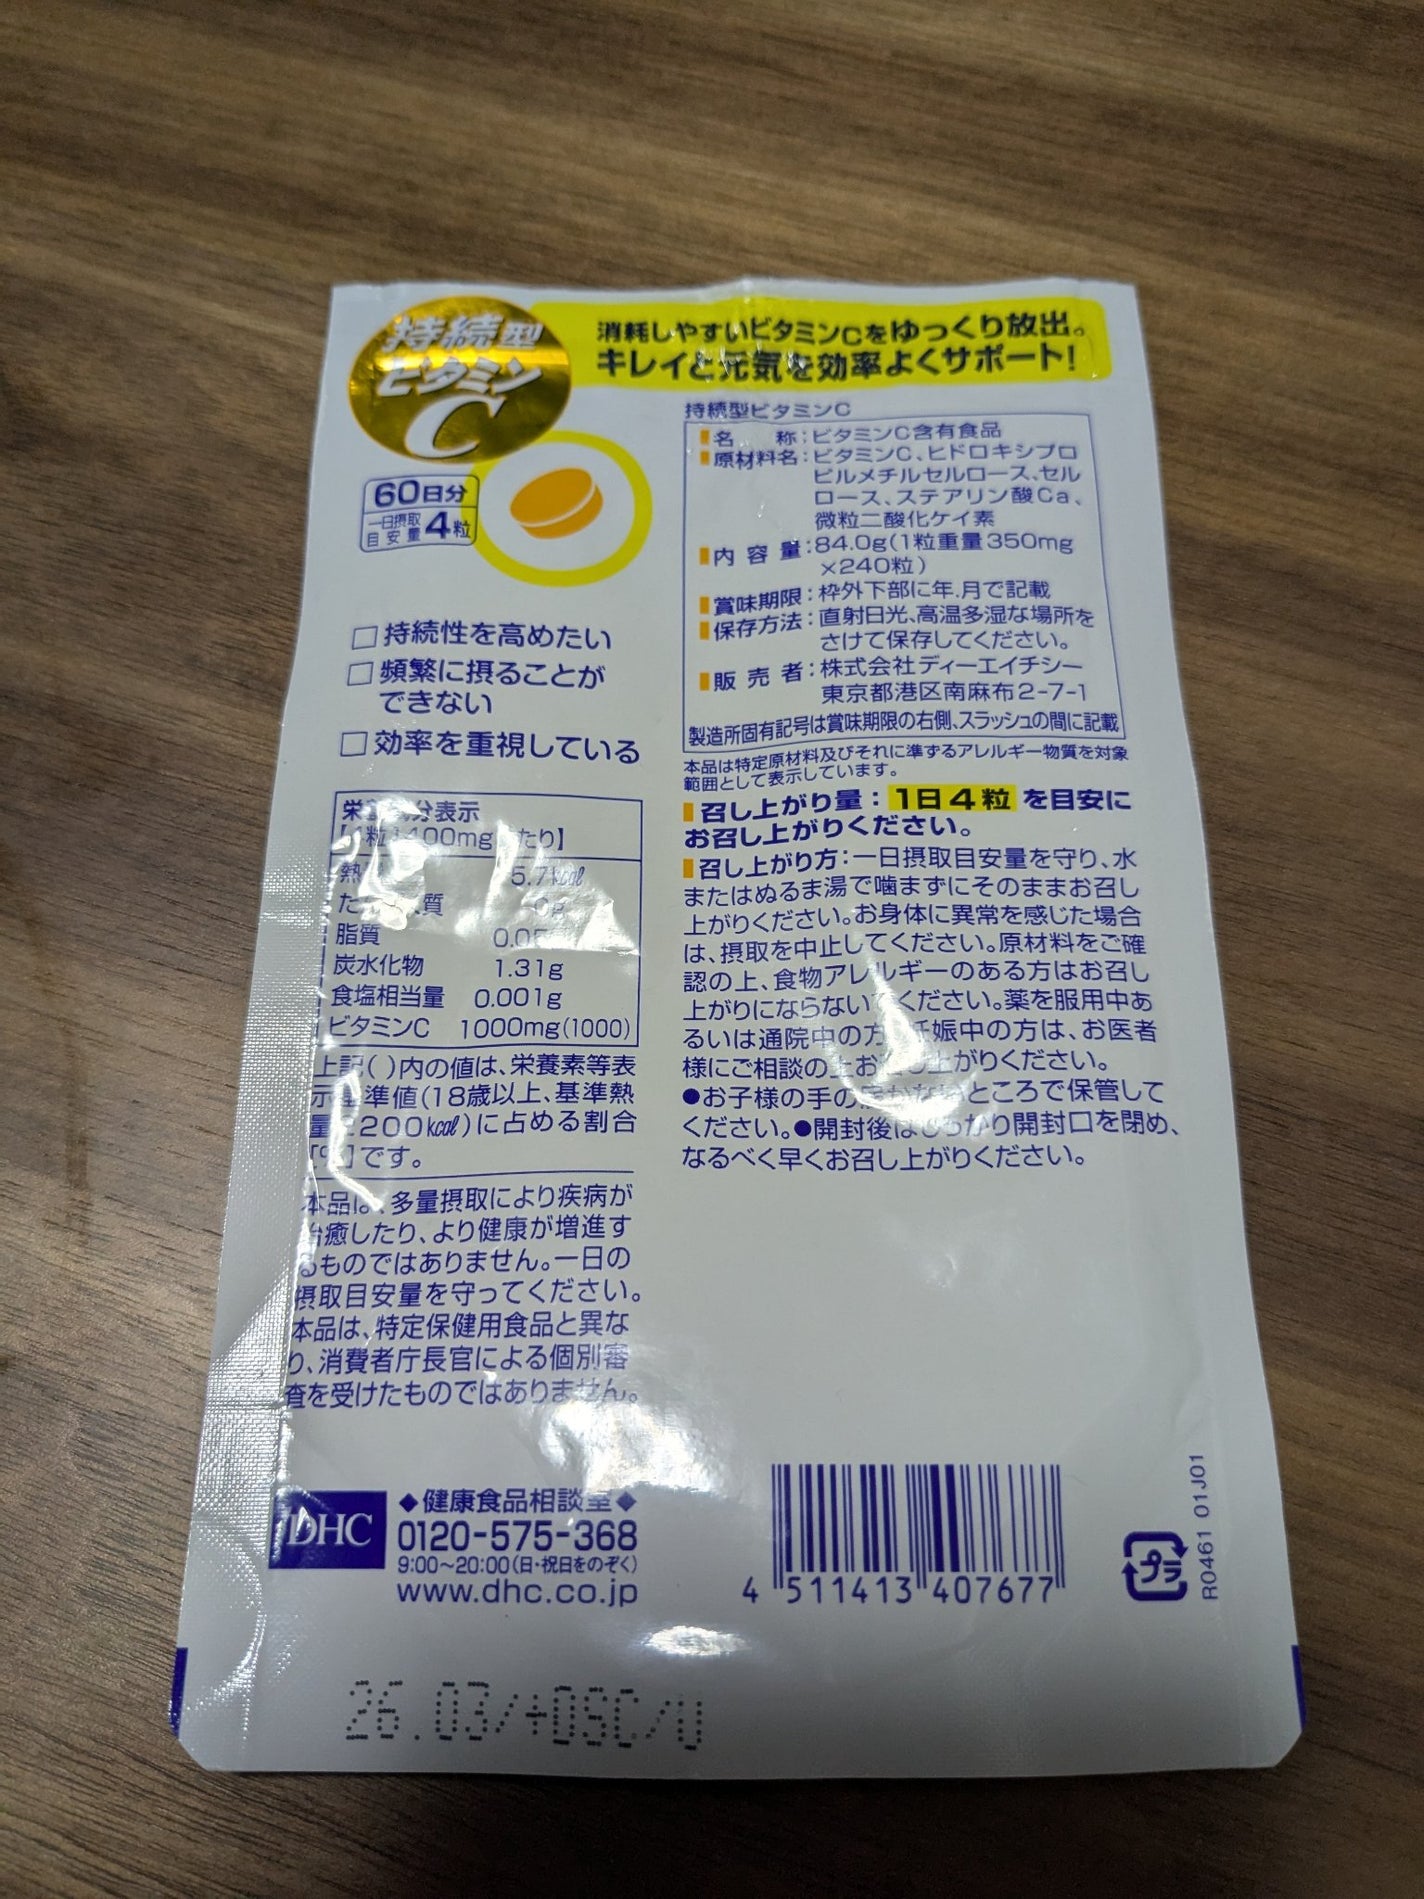 持続型
ビタミン
C
消耗しやすいビタミンCをゆっくり放出。
キレイと元気を効率よくサポート!
60日分
一日摂取
目安量 4粒
□持続性を高めたい
□頻繁に摂ることが
できない
□効率を重視している
栄 分表示
400mg たり】
熱 5.7kcal
た 質 0g
脂質 0.0
炭水化物 1.31g
食塩相当量 0.001g
ビタミンC 1000mg(1000)
上記( )内の値は、栄養素等表
示基準値(18歳以上、基準熱
量2200kcal)に占める割合
[%]です。
本品は、多量摂取により疾病が
治癒したり、より健康が増進す
るものではありません。一日の
摂取目安量を守ってください。
本品は、特定保健用食品と異な
り、消費者庁長官による個別審
査を受けたものではありません。
持続型ビタミンC
名称:ビタミンC含有食品
原材料名:ビタミンC、ヒドロキシプロ
ピルメチルセルロース、セル
ロース、ステアリン酸Ca、
微粒二酸化ケイ素
内容量:84.0g(1粒重量350mg
×240粒)
賞味期限:枠外下部に年.月で記載
保存方法:直射日光、高温多湿な場所を
さけて保存してください。
販売者:株式会社ディーエイチシー
東京都港区南麻布2-7-1
製造所固有記号は賞味期限の右側、スラッシュの間に記載
本品は特定原材料及びそれに準ずるアレルギー物質を対象
範囲として表示しています。
召し上がり量:1日4粒を目安に
お召し上がりください。
召し上がり方:一日摂取目安量を守り、水
またはぬるま湯で噛まずにそのままお召し
上がりください。お身体に異常を感じた場合
は、摂取を中止してください。原材料をご確
認の上、食物アレルギーのある方はお召し
上がりにならないでください。薬を服用中あ
るいは通院中の方、妊娠中の方は、お医者
様にご相談の上お召し上がりください。
●お子様の手の届かないところで保管して
ください。●開封後はしっかり開封口を閉め、
なるべく早くお召し上がりください。
DHC
◆健康食品相談室◆
0120-575-368
9:00~20:00(日・祝日をのぞく)
www.dhc.co.jp
4 511413 407677
プラ
R0461 01J01
26.03/+0SC/U